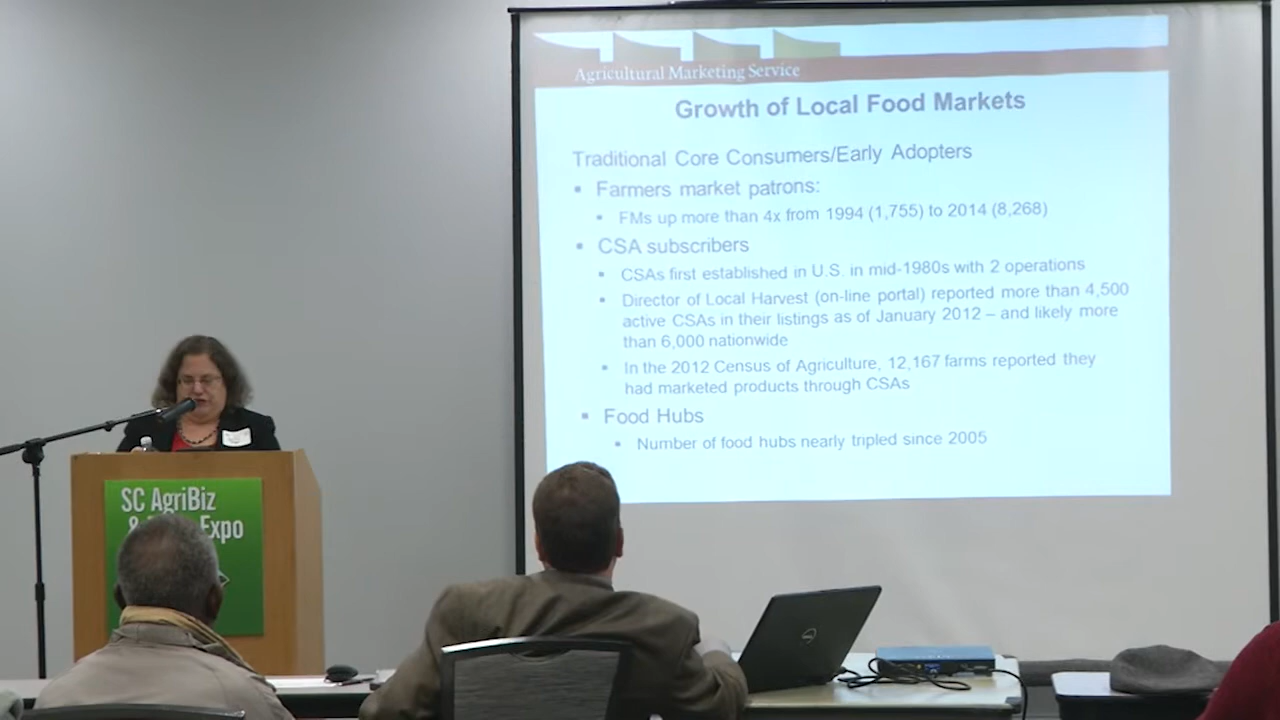 Agricultural Marketing Service
Growth of Local Food Markets
Traditional Core Consumers/Early Adopters
▪ Farmers market patrons:
▪ FMs up more than 4x from 1994 (1,755) to 2014 (8,268)
▪ CSA subscribers
▪ CSAs first established in U.S. in mid-1980s with 2 operations
▪ Director of Local Harvest (on-line portal) reported more than 4,500
active CSAs in their listings as of January 2012 – and likely more
than 6,000 nationwide
▪ In the 2012 Census of Agriculture, 12,167 farms reported they
had marketed products through CSAs
▪ Food Hubs
▪ Number of food hubs nearly tripled since 2005
SC AgriBiz
& Expo
DELL